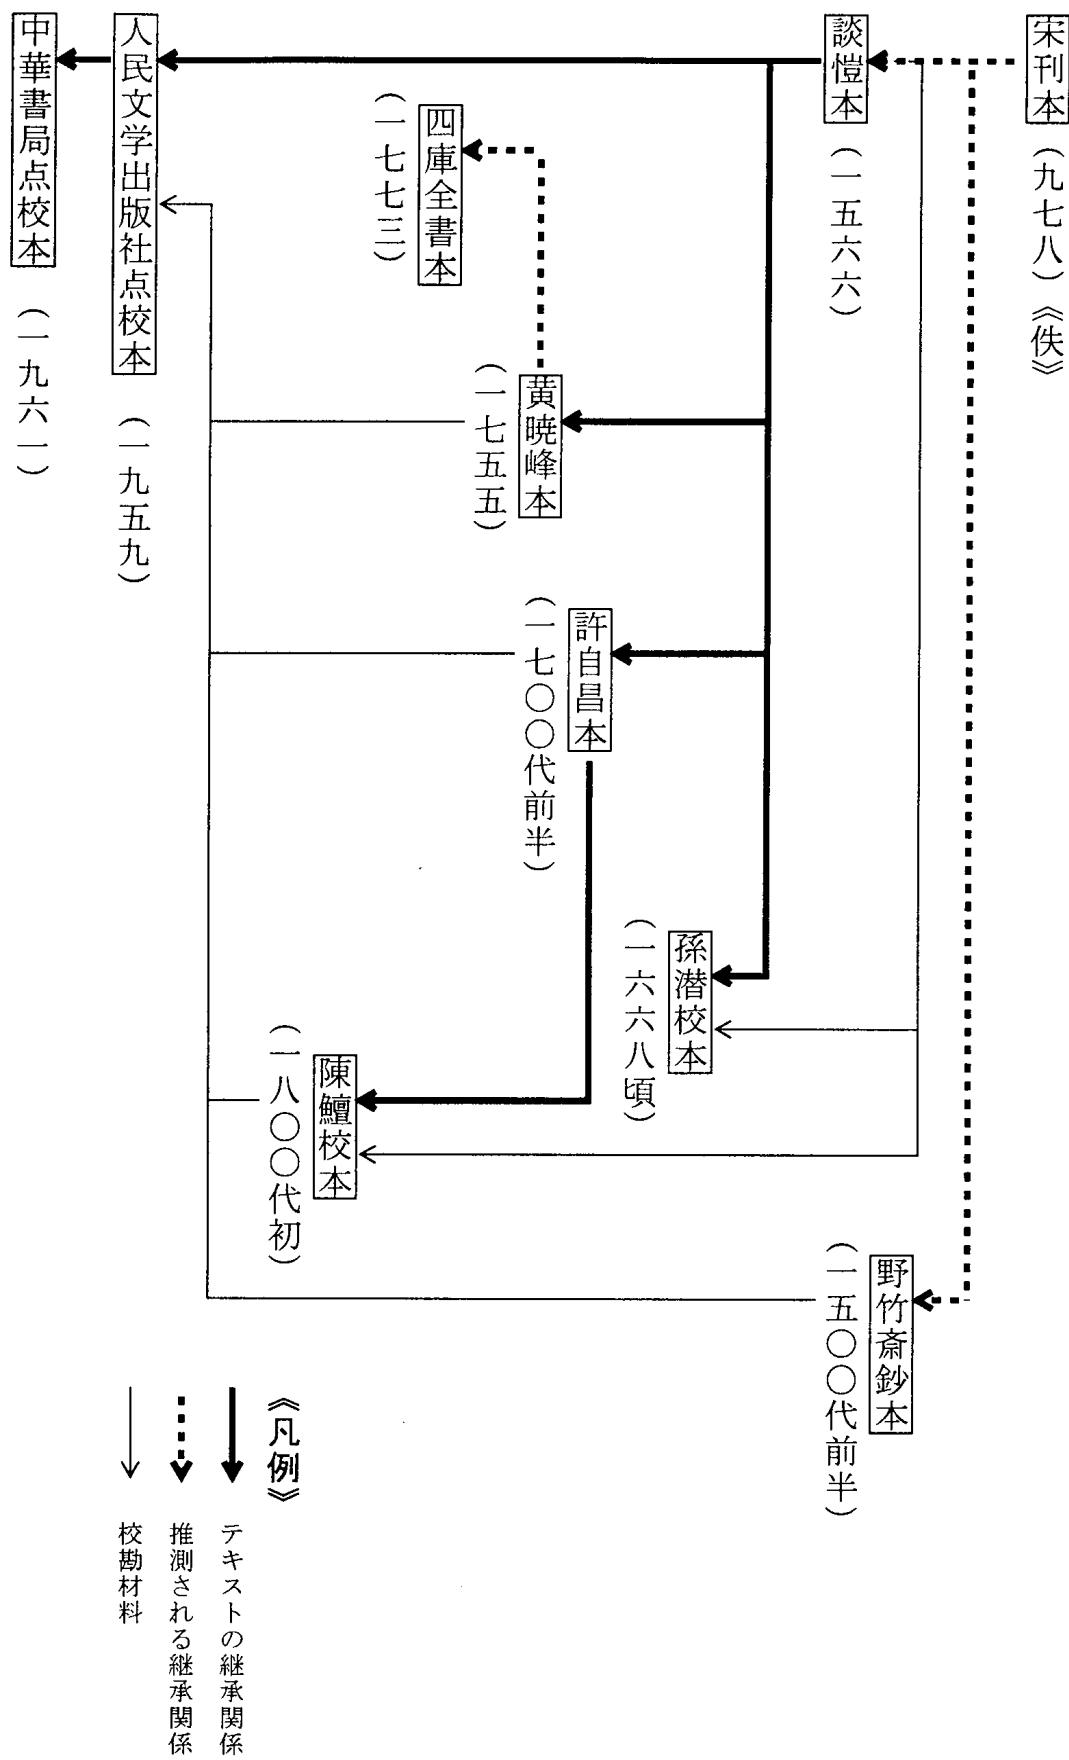 宋刊本（九七八）《佚》
談愷本（一五六六）
野竹斎鈔本（一五〇〇代前半）
孫潜校本（一六六八頃）
許自昌本（一七〇〇代前半）
黄暁峰本（一七五五）
四庫全書本（一七七三）
陳鱣校本（一八〇〇代初）
人民文学出版社点校本（一九五九）
中華書局点校本（一九六一）
《凡例》
テキストの継承関係
推測される継承関係
校勘材料